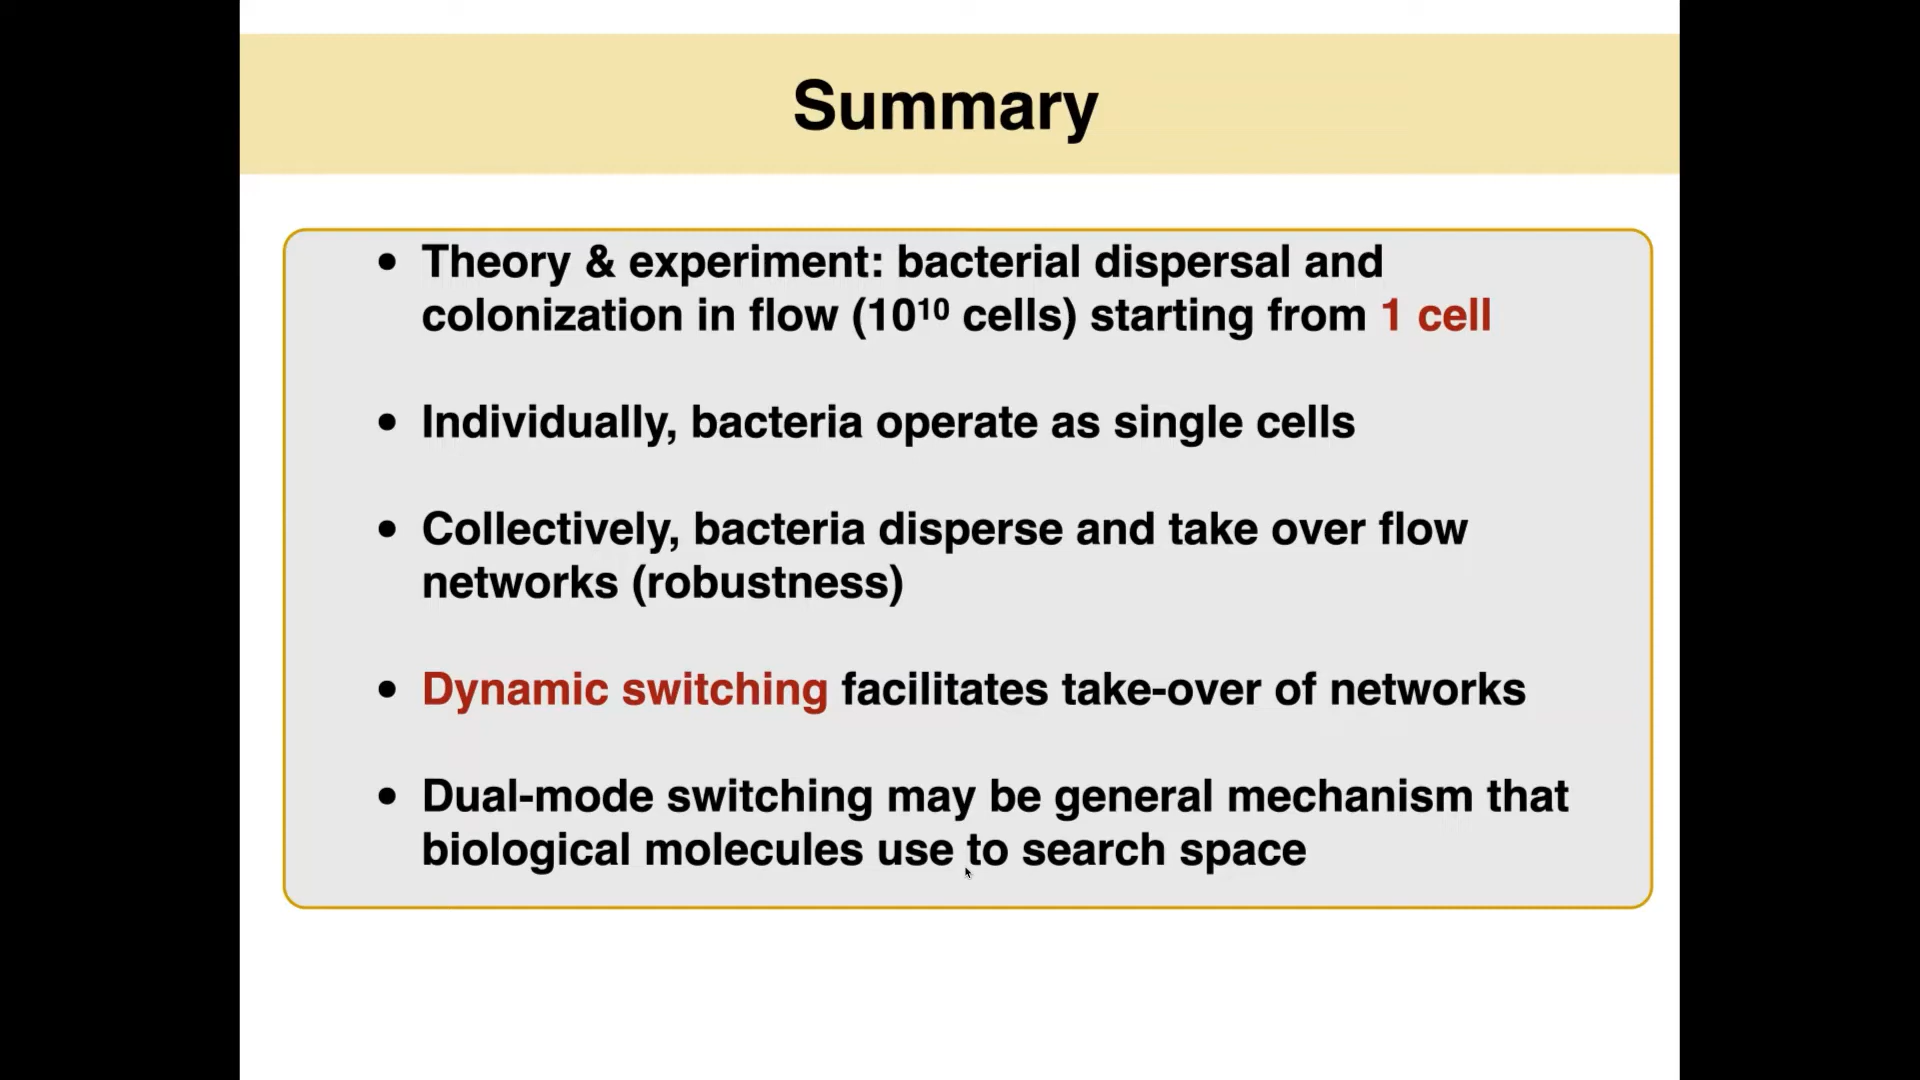 Summary
• Theory & experiment: bacterial dispersal and
colonization in flow (10¹⁰ cells) starting from 1 cell
• Individually, bacteria operate as single cells
• Collectively, bacteria disperse and take over flow
networks (robustness)
• Dynamic switching facilitates take-over of networks
• Dual-mode switching may be general mechanism that
biological molecules use to search space